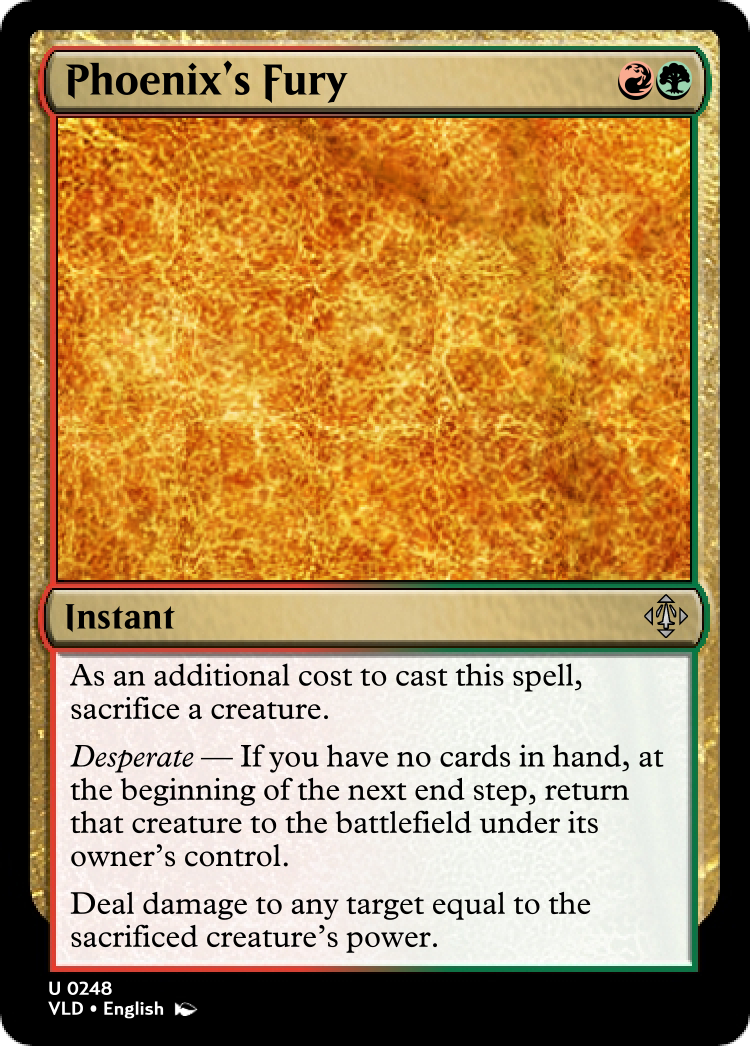 Phoenix's Fury
Instant
As an additional cost to cast this spell,
sacrifice a creature.
Desperate — If you have no cards in hand, at
the beginning of the next end step, return
that creature to the battlefield under its
owner's control.
Deal damage to any target equal to the
sacrificed creature's power.
U 0248
VLD • English